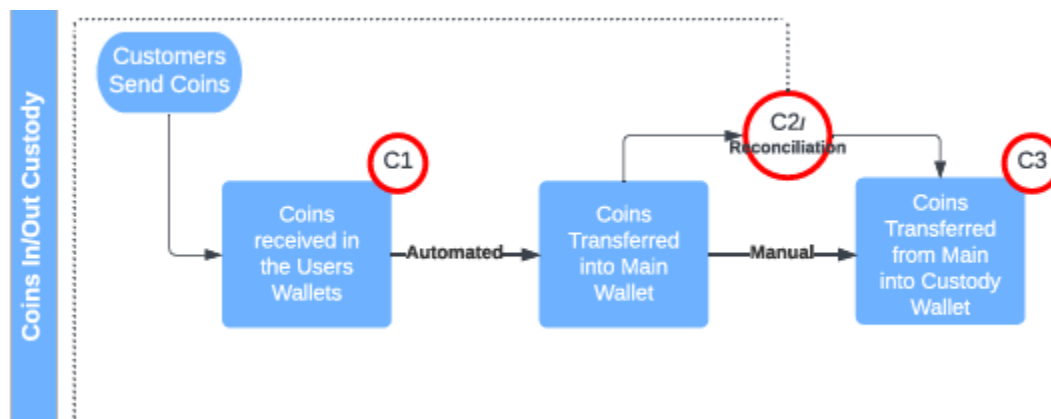 Coins In/Out Custody
Customers
Send Coins
C1
Coins
received in
the Users
Wallets
Automated
Coins
Transferred
into Main
Wallet
C2/
Reconciliation
Manual
C3
Coins
Transferred
from Main
into Custody
Wallet